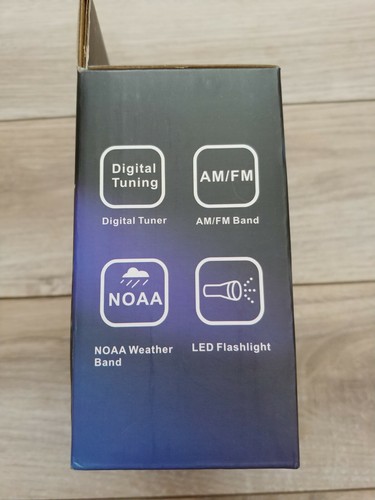 Digital
Tuning
AM/FM
Digital Tuner
AM/FM Band
NOAA
NOAA Weather
Band
LED Flashlight